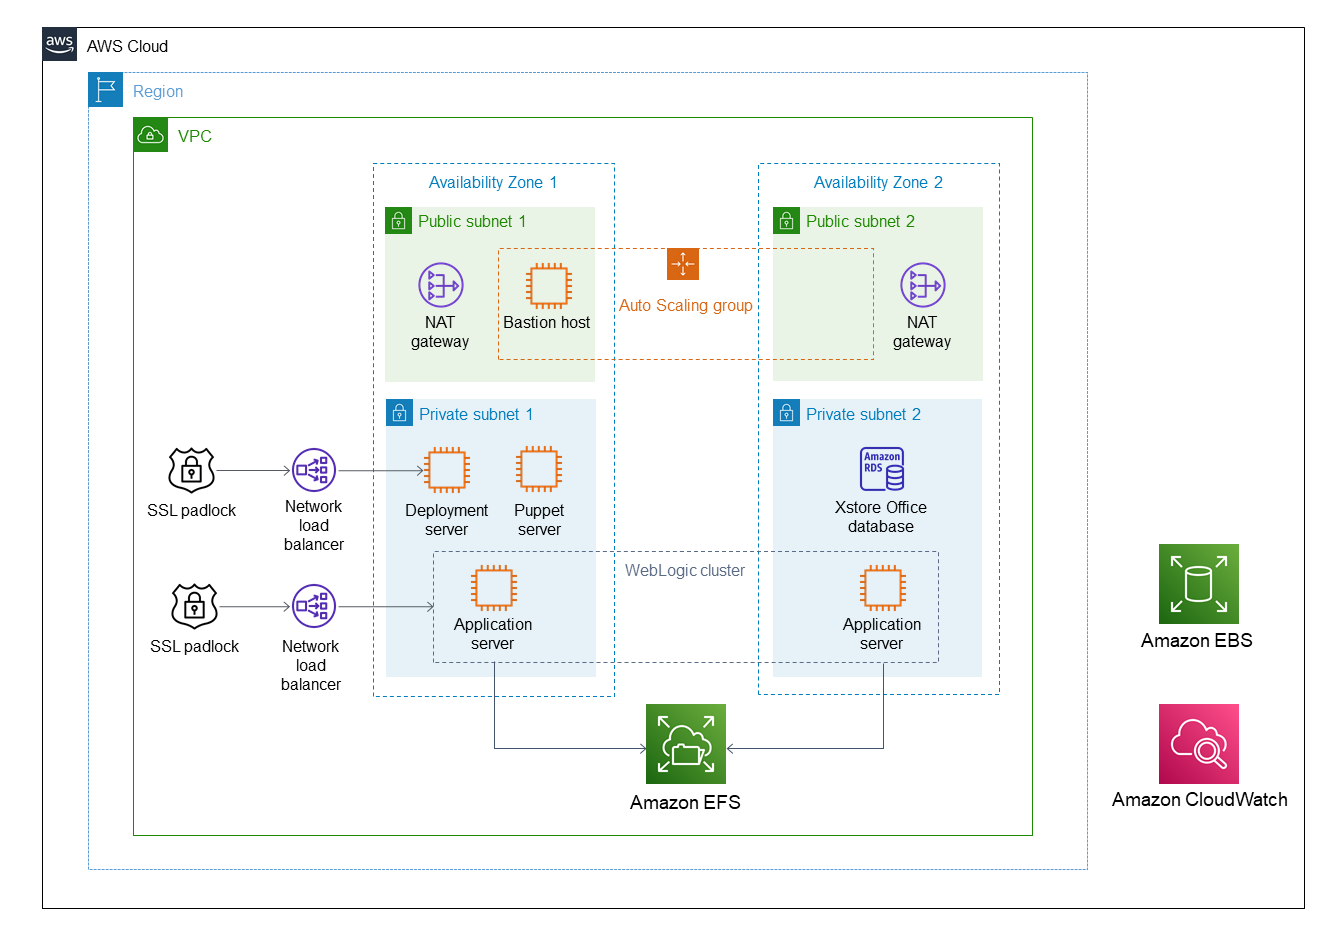 aws
AWS Cloud
Region
VPC
Availability Zone 1
Availability Zone 2
Public subnet 1
Public subnet 2
NAT
gateway
Bastion host
Auto Scaling group
NAT
gateway
Private subnet 1
Private subnet 2
SSL padlock
Network
load
balancer
Deployment
server
Puppet
server
Amazon
RDS
Xstore Office
database
WebLogic cluster
SSL padlock
Network
load
balancer
Application
server
Application
server
Amazon EBS
Amazon EFS
Amazon CloudWatch